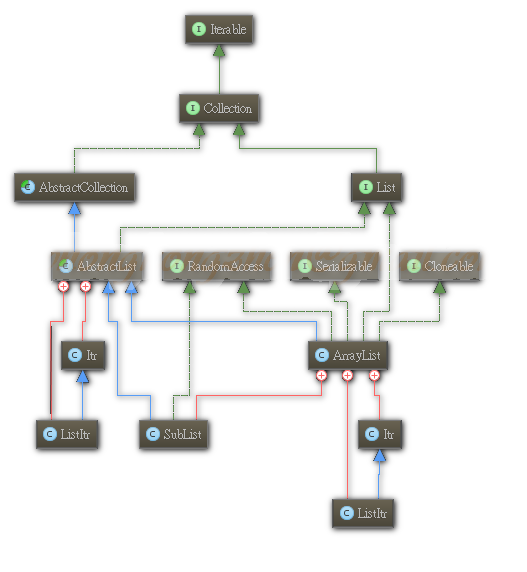 I Iterable
I Collection
C AbstractCollection
I List
C AbstractList
I RandomAccess
I Serializable
I Cloneable
C Itr
C ArrayList
C ListItr
C SubList
C Itr
C ListItr